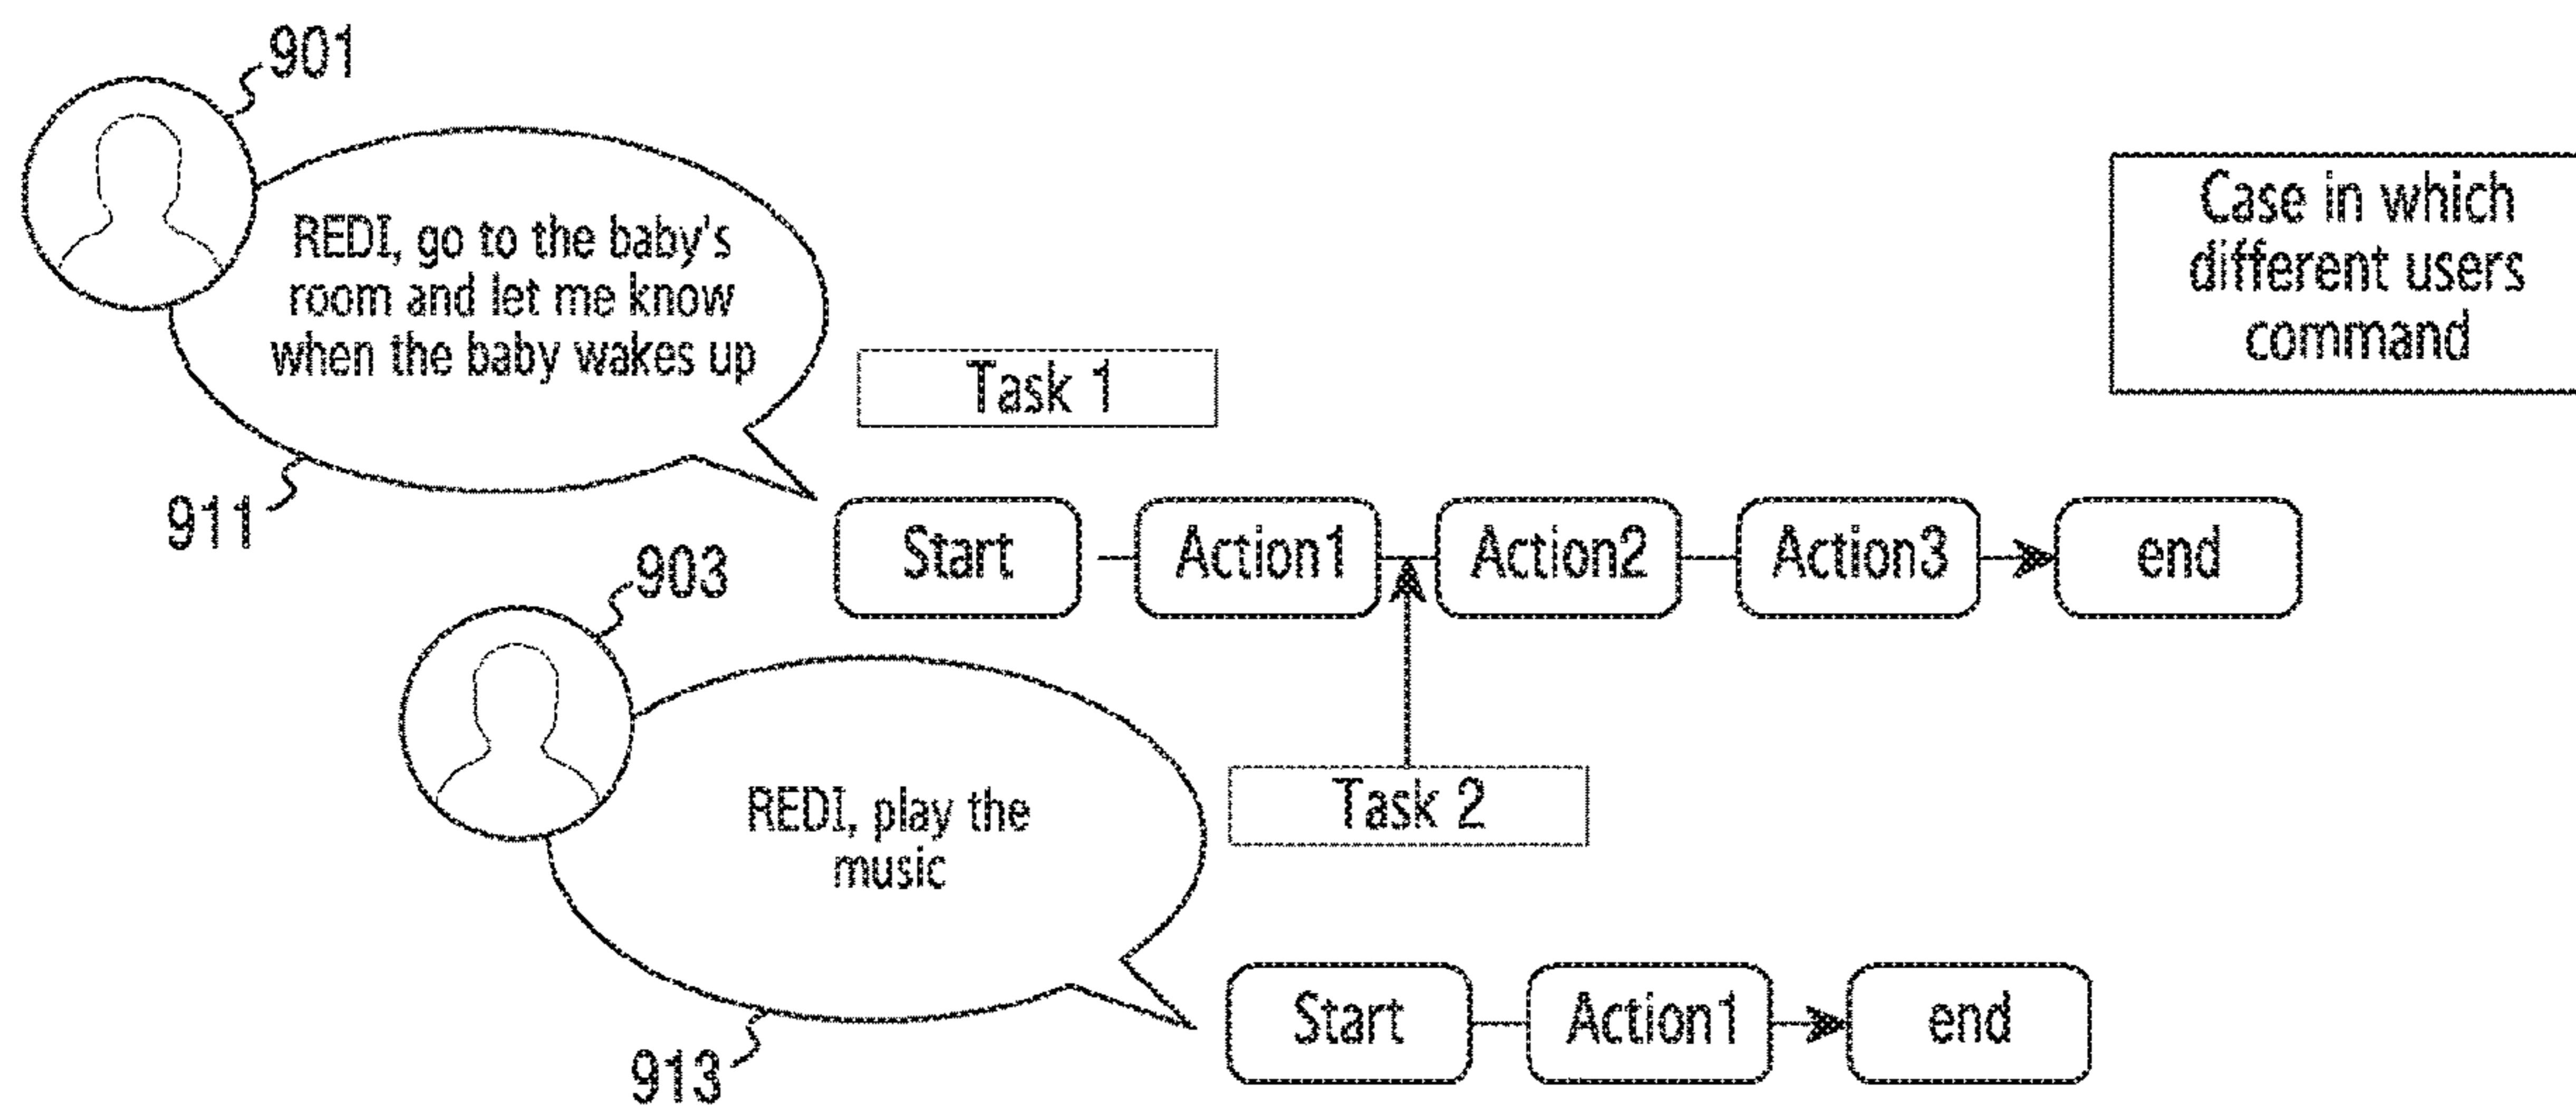 901
REDI, go to the baby's
room and let me know
when the baby wakes up
911
Case in which
different users
command
Task 1
Start
Action1
Action2
Action3
end
903
REDI, play the
music
913
Task 2
Start
Action1
end